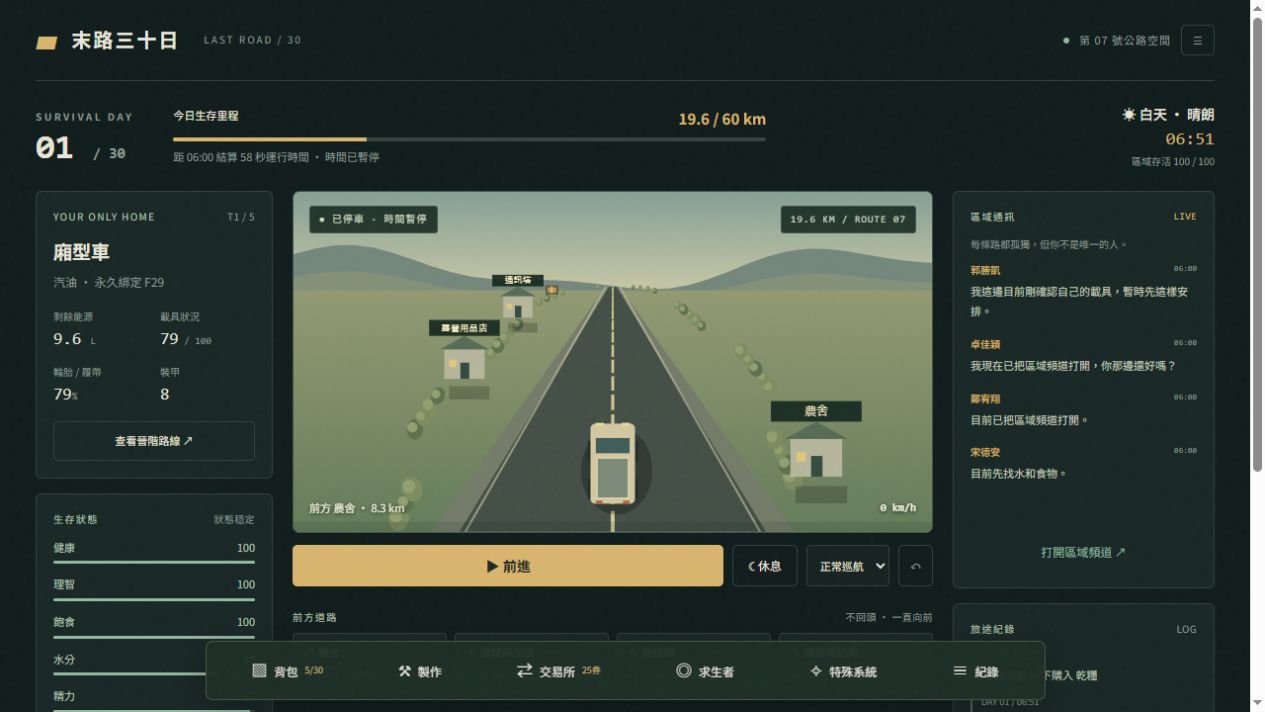 末路三十日 LAST ROAD / 30
第 07 號公路空間
SURVIVAL DAY
01 / 30
今日生存里程
19.6 / 60 km
距 06:00 結算 58 秒運行時間 · 時間已暫停
白天 · 晴朗
06:51
區域存活 100 / 100
YOUR ONLY HOME T1 / 5
廂型車
汽油 · 永久綁定 F29
剩餘能源 載具狀況
9.6 L 79 / 100
輪胎 / 履帶 裝甲
79% 8
查看晉階路線 ↗
生存狀態 狀態穩定
健康 100
理智 100
飽食 100
水分
精力
已停車 · 時間暫停
19.6 KM / ROUTE 07
通訊塔
露營用品店
農舍
前方 農舍 · 8.3 km
0 km/h
▶ 前進
休息
正常巡航
前方道路 不回頭 · 一直向前
區域通訊 LIVE
每條路都孤獨，但你不是唯一的人。
郭勝凱 06:00
我這邊目前剛確認自己的載具，暫時先這樣安
排。
卓佳穎 06:00
我現在已把區域頻道打開，你那邊還好嗎？
鄭宥翔 06:00
目前已把區域頻道打開。
宋德安 06:00
目前先找水和食物。
打開區域頻道 ↗
旅途紀錄 LOG
下購入 乾糧
DAY 01 / 06:51
背包 5/30
製作
交易所 25券
求生者
特殊系統
紀錄